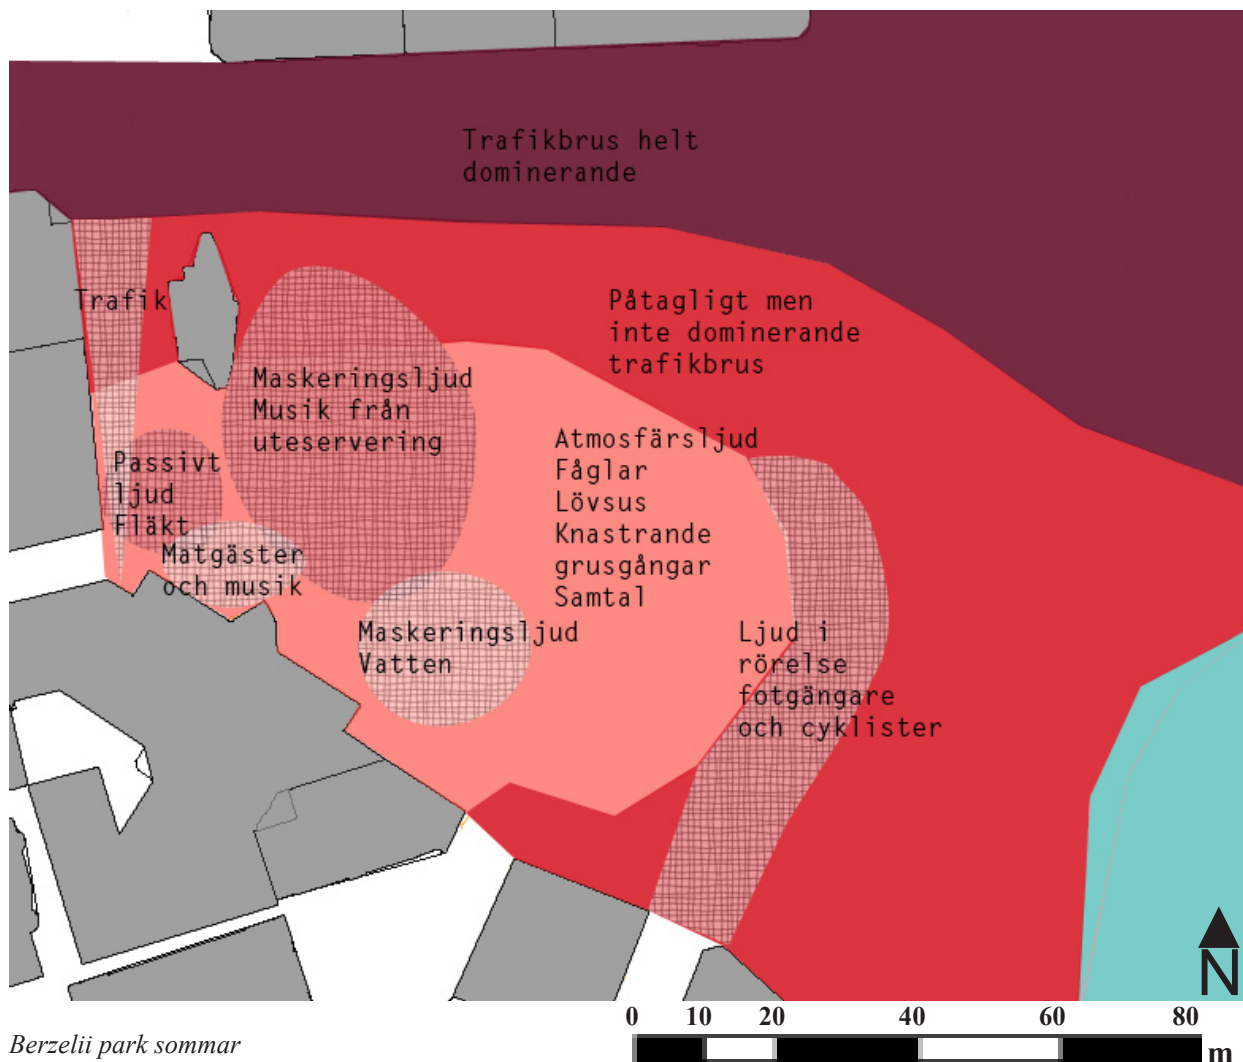 Trafikbrus helt
dominerande
Trafik
Påtagligt men
inte dominerande
trafikbrus
Maskeringsljud
Musik från
uteservering
Atmosfärsljud
Fåglar
Lövsus
Knastrande
grusgångar
Samtal
Passivt
ljud
Fläkt
Matgäster
och musik
Maskeringsljud
Vatten
Ljud i
rörelse
fotgängare
och cyklister
N
0 10 20 40 60 80
m
Berzelii park sommar